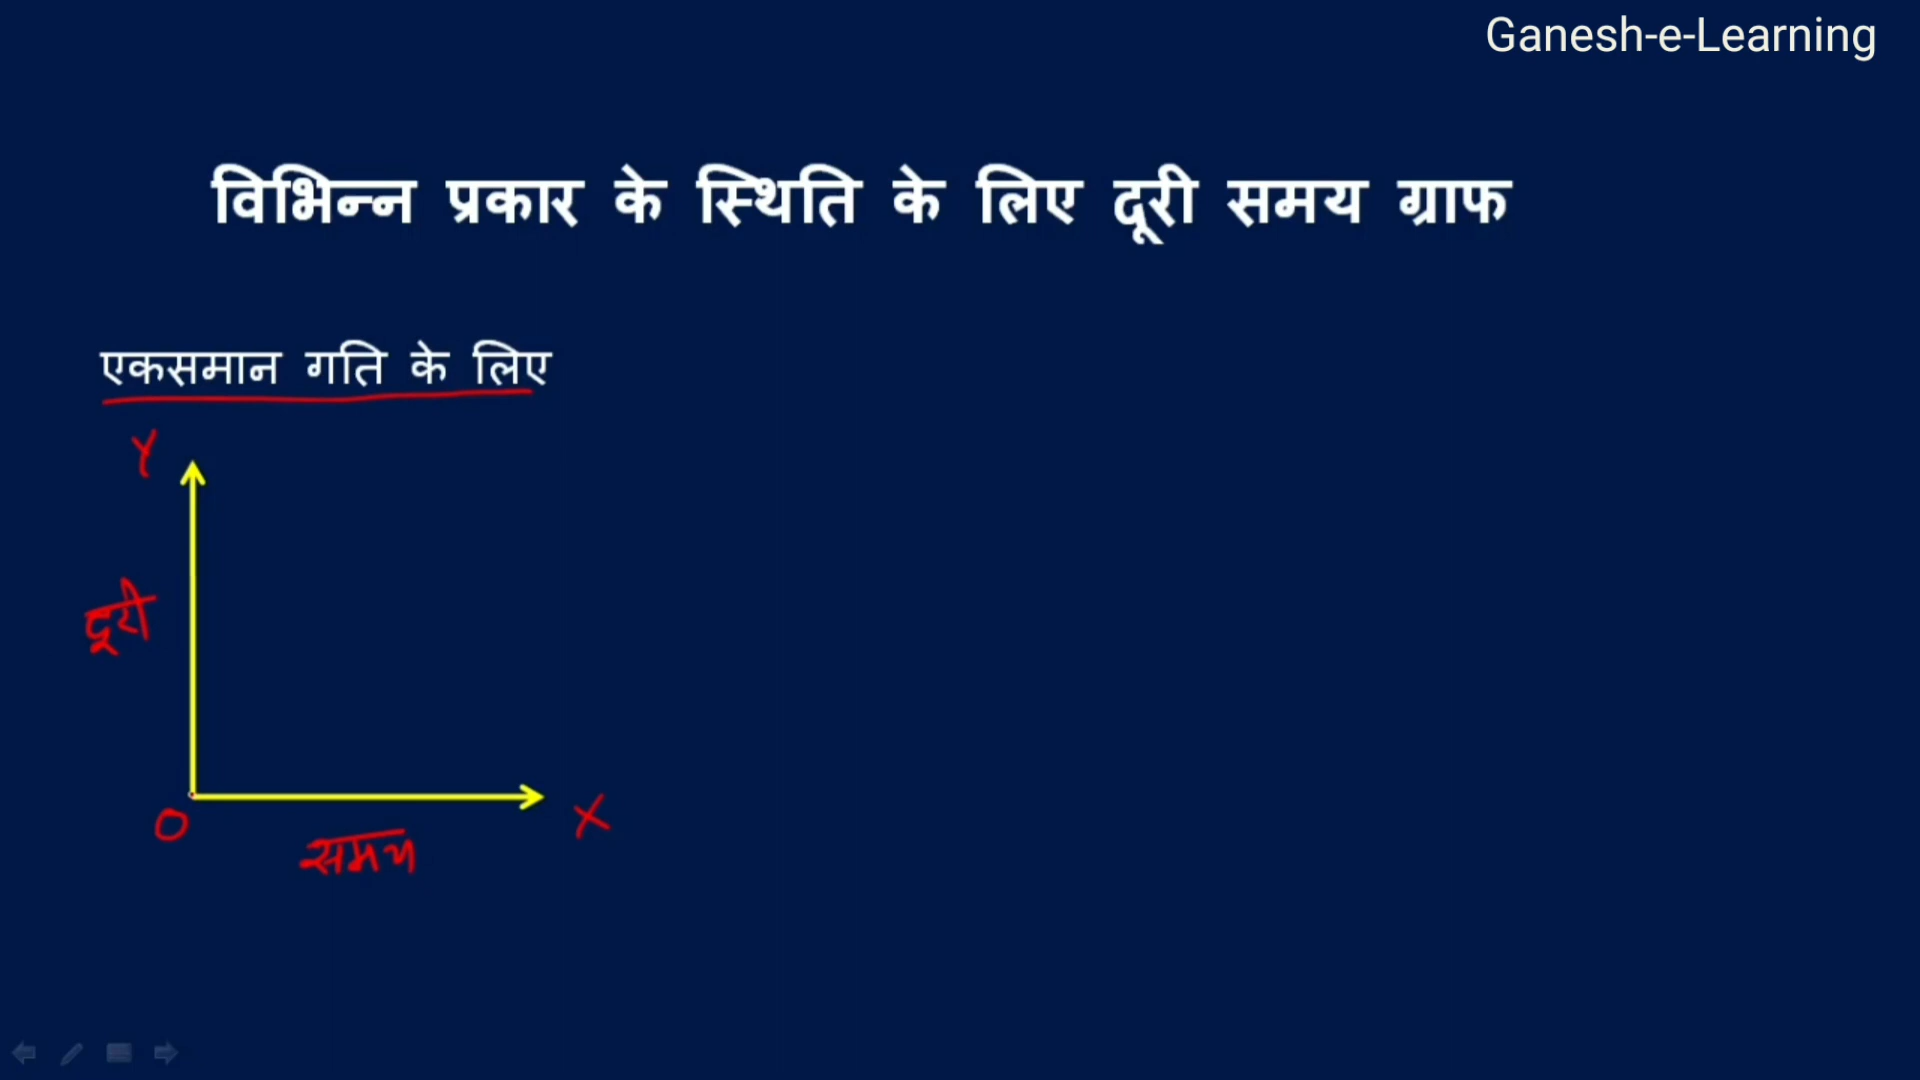 Ganesh-e-Learning
विभिन्न प्रकार के स्थिति के लिए दूरी समय ग्राफ
एकसमान गति के लिए
Y
दूरी
O
X
समय